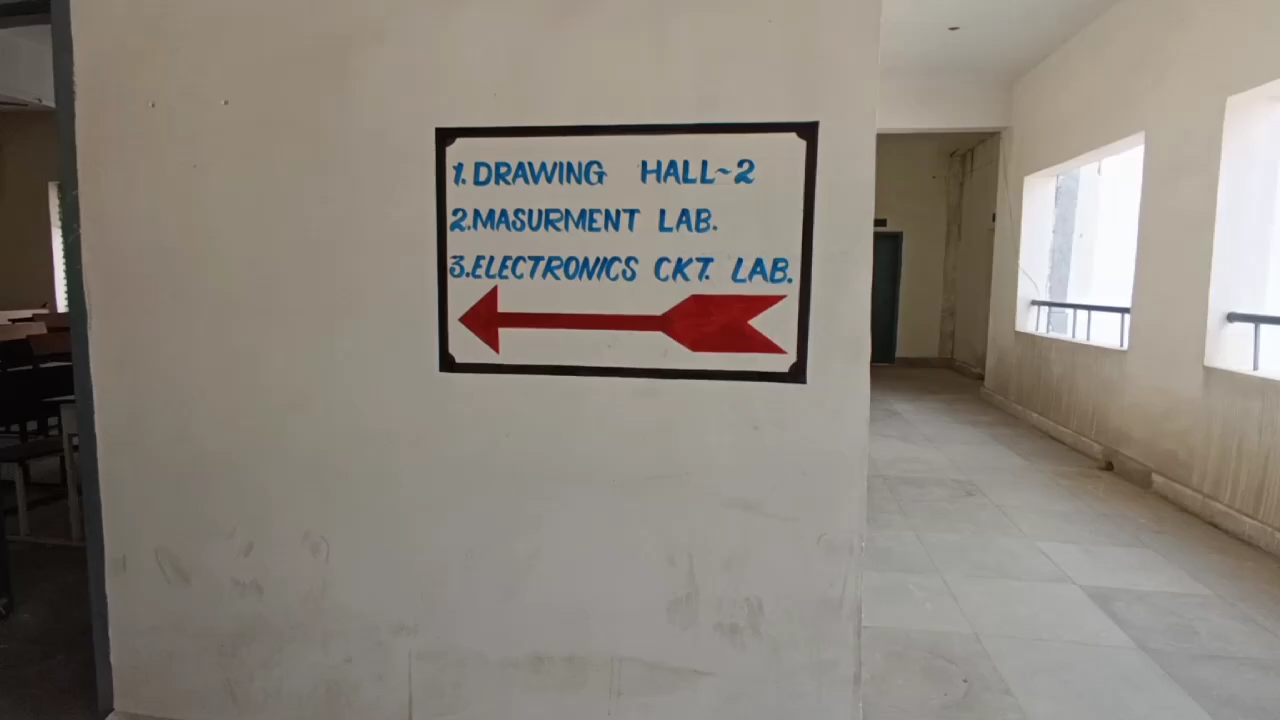 1. DRAWING HALL~2
2. MASURMENT LAB.
3. ELECTRONICS CKT. LAB.